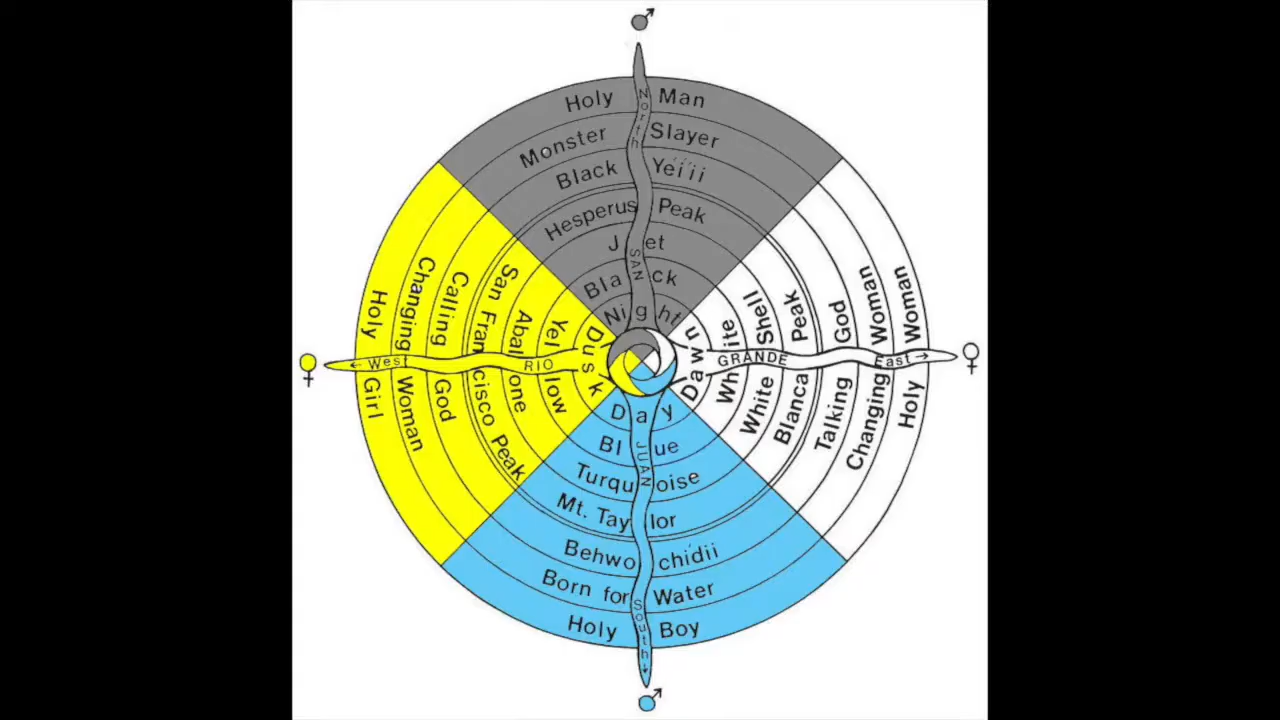 ♂
North
Holy Man
Monster Slayer
Black Yéi'ii
Hesperus Peak
Jet
Black
Night
SAN
♀
← West
RIO
Holy Girl
Changing Woman
Calling God
San Francisco Peak
Abalone
Yellow
Dusk
Dawn
White
White Shell
Blanca Peak
Talking God
Changing Woman
Holy Woman
GRANDE
East →
♀
Day
Blue
Turquoise
Mt. Taylor
Behwochidii
Born for Water
Holy Boy
JUAN
South →
♂